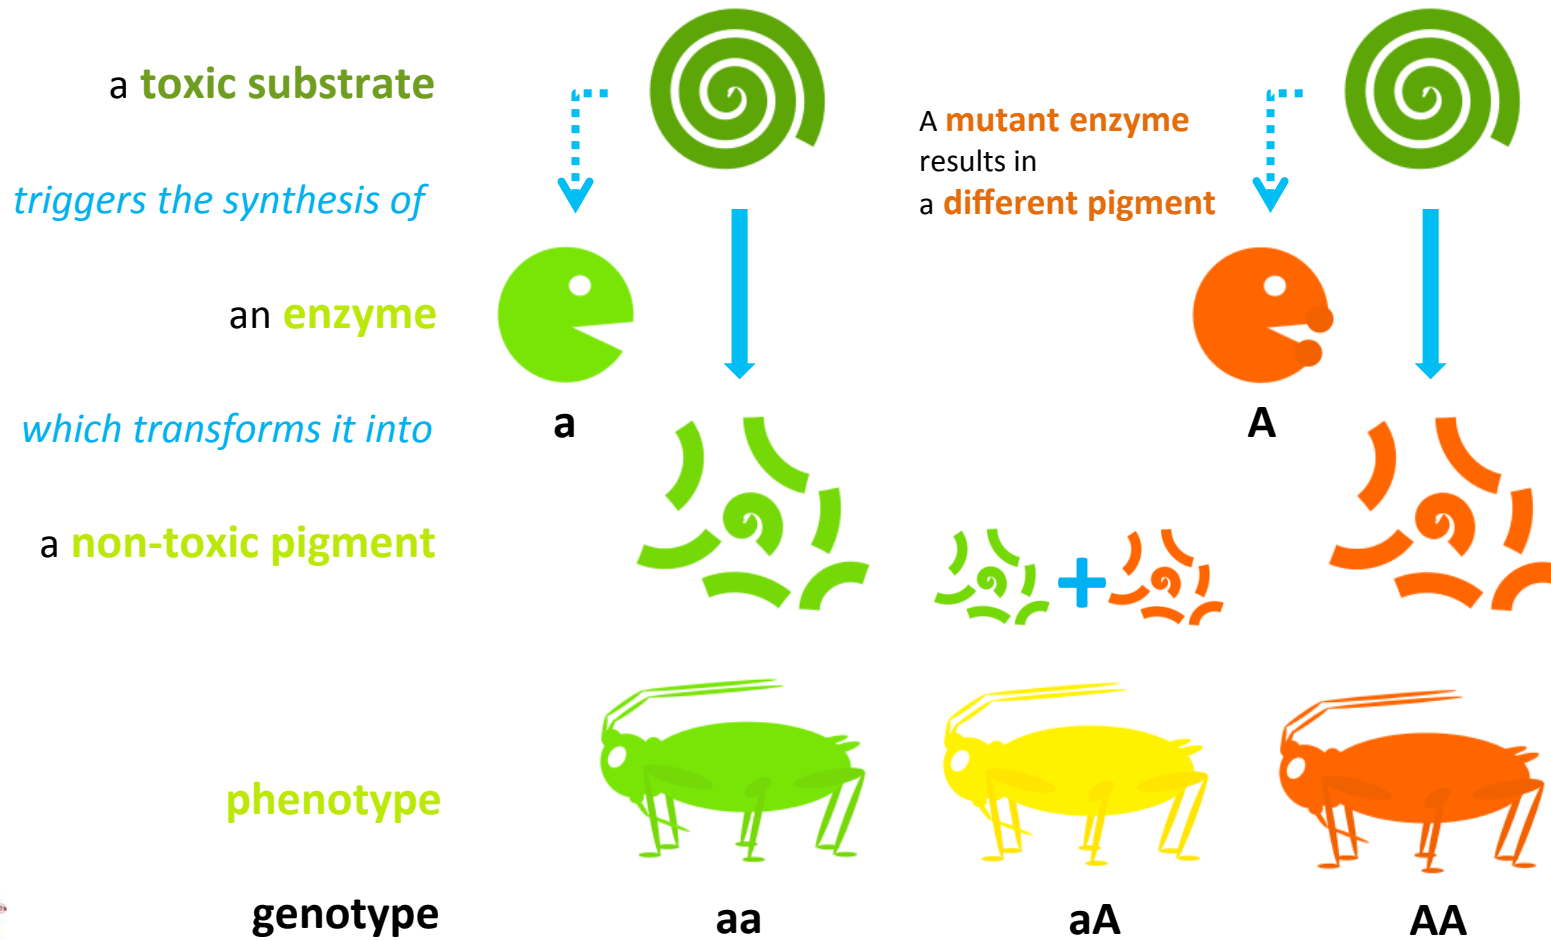 a toxic substrate
triggers the synthesis of
an enzyme
which transforms it into
a non-toxic pigment
phenotype
genotype
a
A mutant enzyme
results in
a different pigment
A
aa
aA
AA